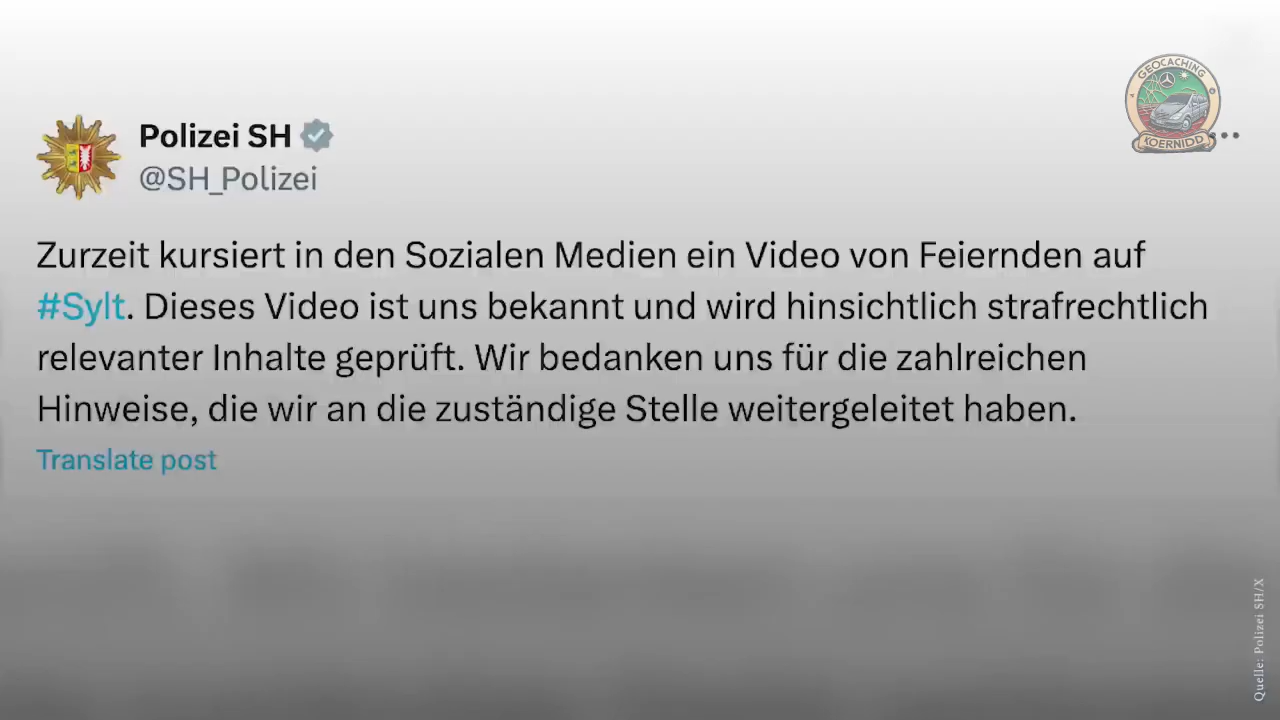 GEOCACHING
KOERNIDD
Polizei SH
@SH_Polizei
Zurzeit kursiert in den Sozialen Medien ein Video von Feiernden auf
#Sylt. Dieses Video ist uns bekannt und wird hinsichtlich strafrechtlich
relevanter Inhalte geprüft. Wir bedanken uns für die zahlreichen
Hinweise, die wir an die zuständige Stelle weitergeleitet haben.
Translate post
Quelle: Polizei SH/X